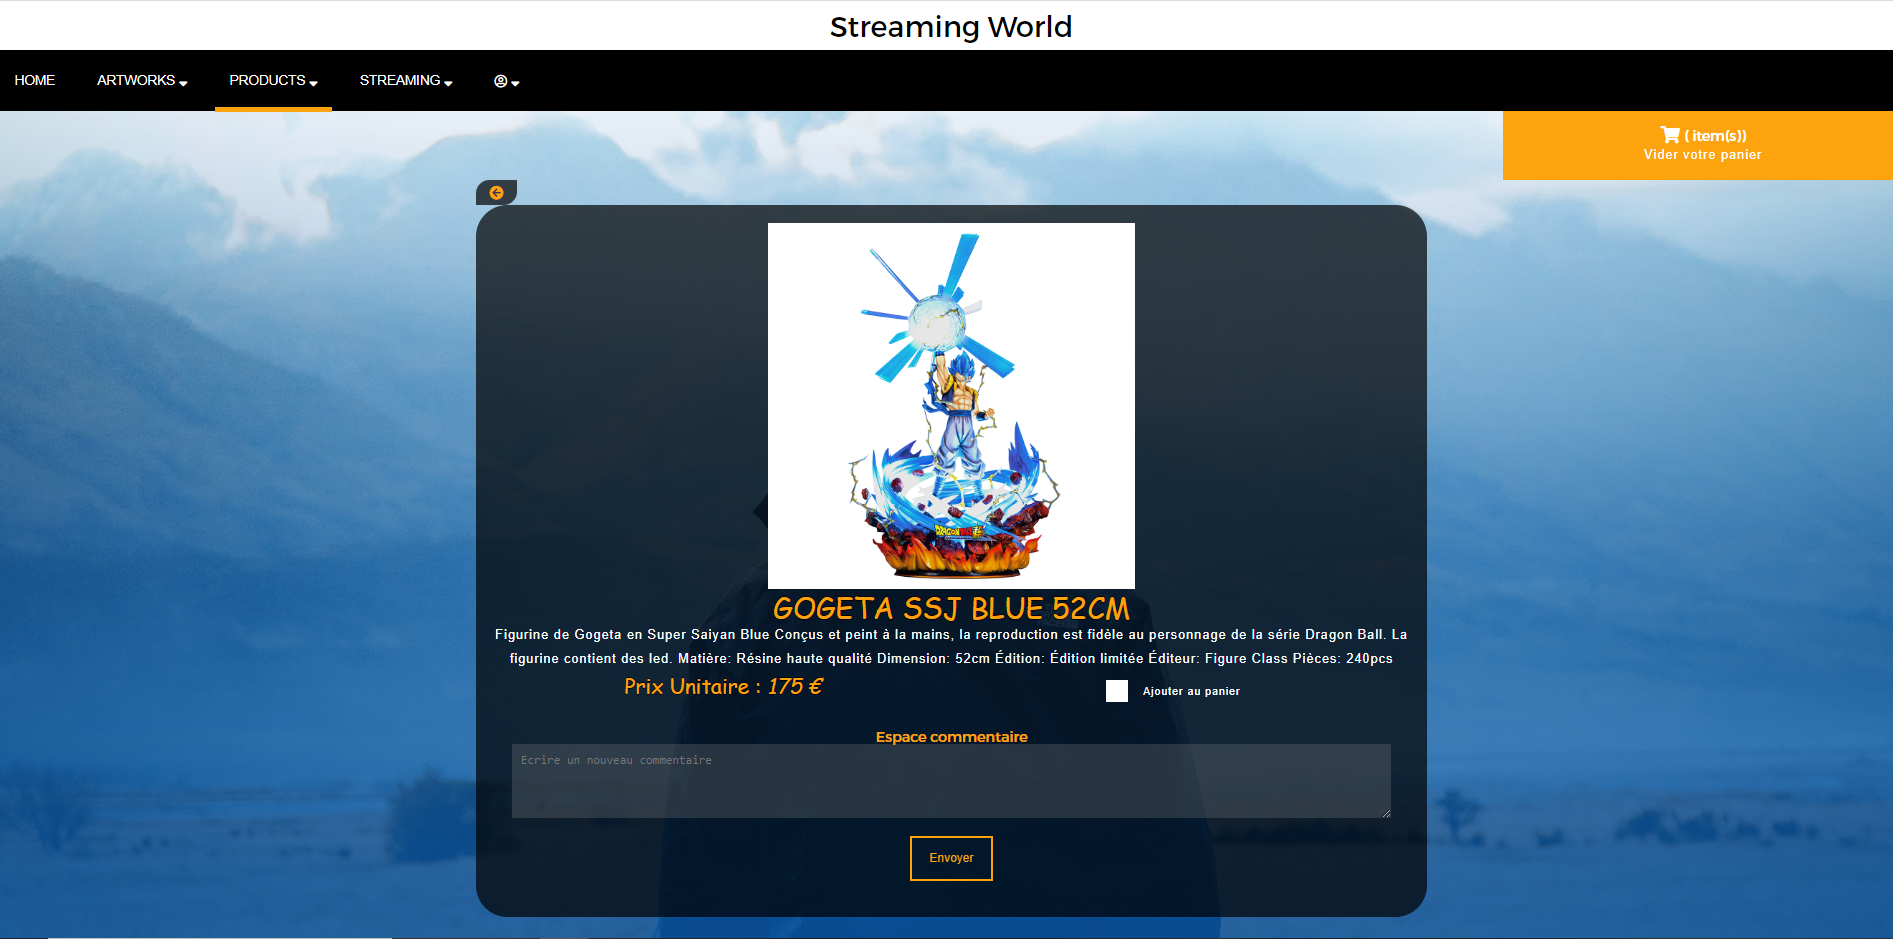 Streaming World
HOME ARTWORKS PRODUCTS STREAMING
( item(s))
Vider votre panier
GOGETA SSJ BLUE 52CM
Figurine de Gogeta en Super Saiyan Blue Conçus et peint à la mains, la reproduction est fidèle au personnage de la série Dragon Ball. La
figurine contient des led. Matière: Résine haute qualité Dimension: 52cm Édition: Édition limitée Éditeur: Figure Class Pièces: 240pcs
Prix Unitaire : 175 € Ajouter au panier
Espace commentaire
Ecrire un nouveau commentaire
Envoyer